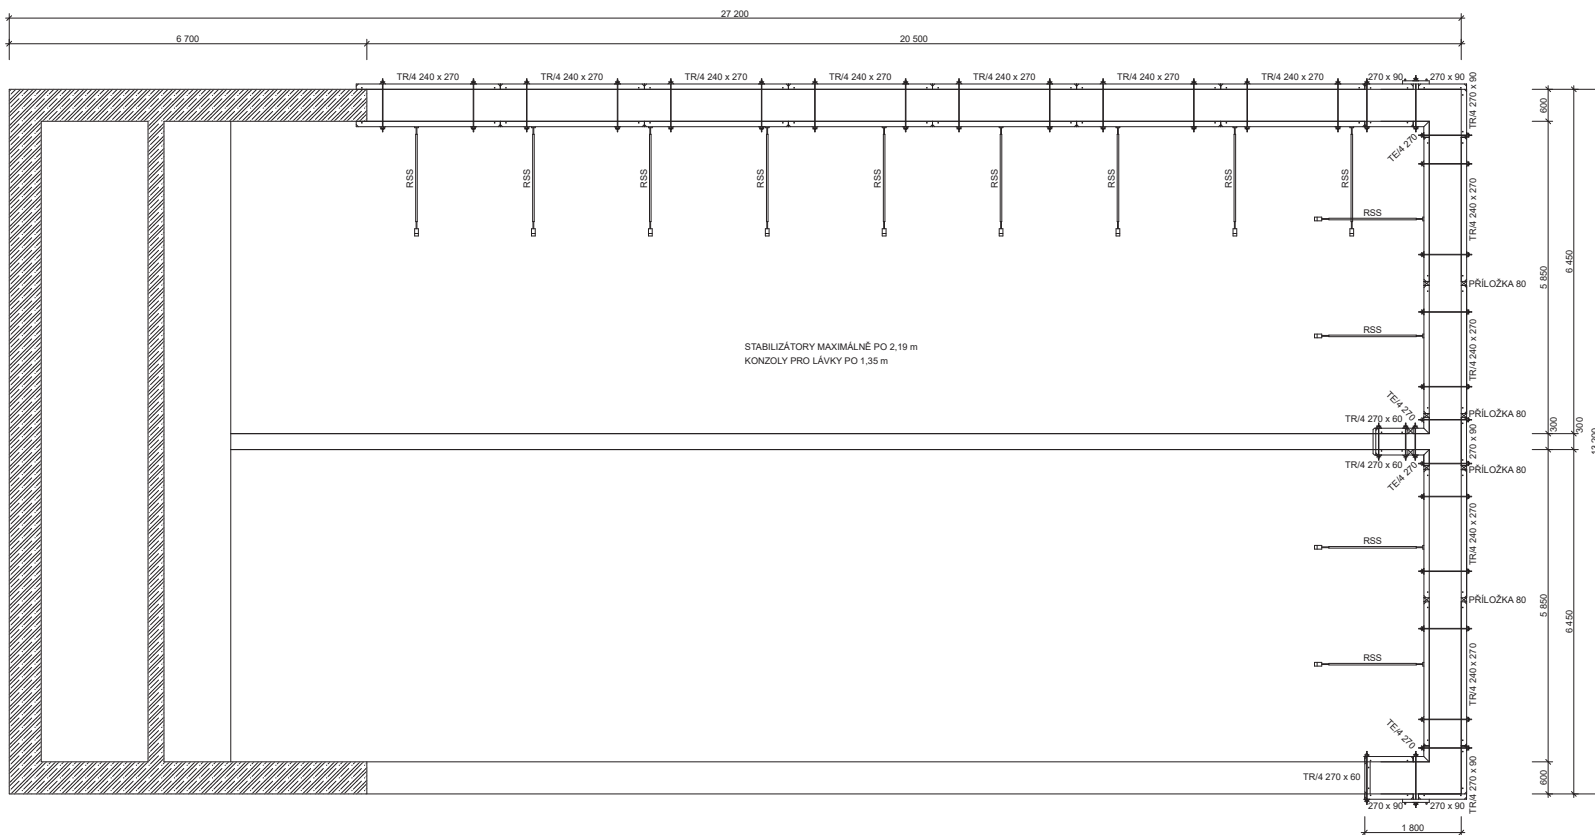 27 200
6 700
20 500
TR/4 240 x 270
TR/4 240 x 270
TR/4 240 x 270
TR/4 240 x 270
TR/4 240 x 270
TR/4 240 x 270
TR/4 240 x 270
270 x 90
270 x 90
TR/4 270 x 90
600
TE/4 270
RSS
RSS
RSS
RSS
RSS
RSS
RSS
RSS
RSS
RSS
TR/4 240 x 270
5 850
6 450
PŘÍLOŽKA 80
RSS
TR/4 240 x 270
STABILIZÁTORY MAXIMÁLNĚ PO 2,19 m
KONZOLY PRO LÁVKY PO 1,35 m
TE/4 270
TR/4 270 x 60
PŘÍLOŽKA 80
300
300
13 200
270 x 90
TR/4 270 x 60
TE/4 270
PŘÍLOŽKA 80
TR/4 240 x 270
RSS
PŘÍLOŽKA 80
5 850
6 450
RSS
TR/4 240 x 270
TE/4 270
TR/4 270 x 60
600
TR/4 270 x 90
270 x 90
270 x 90
1 800